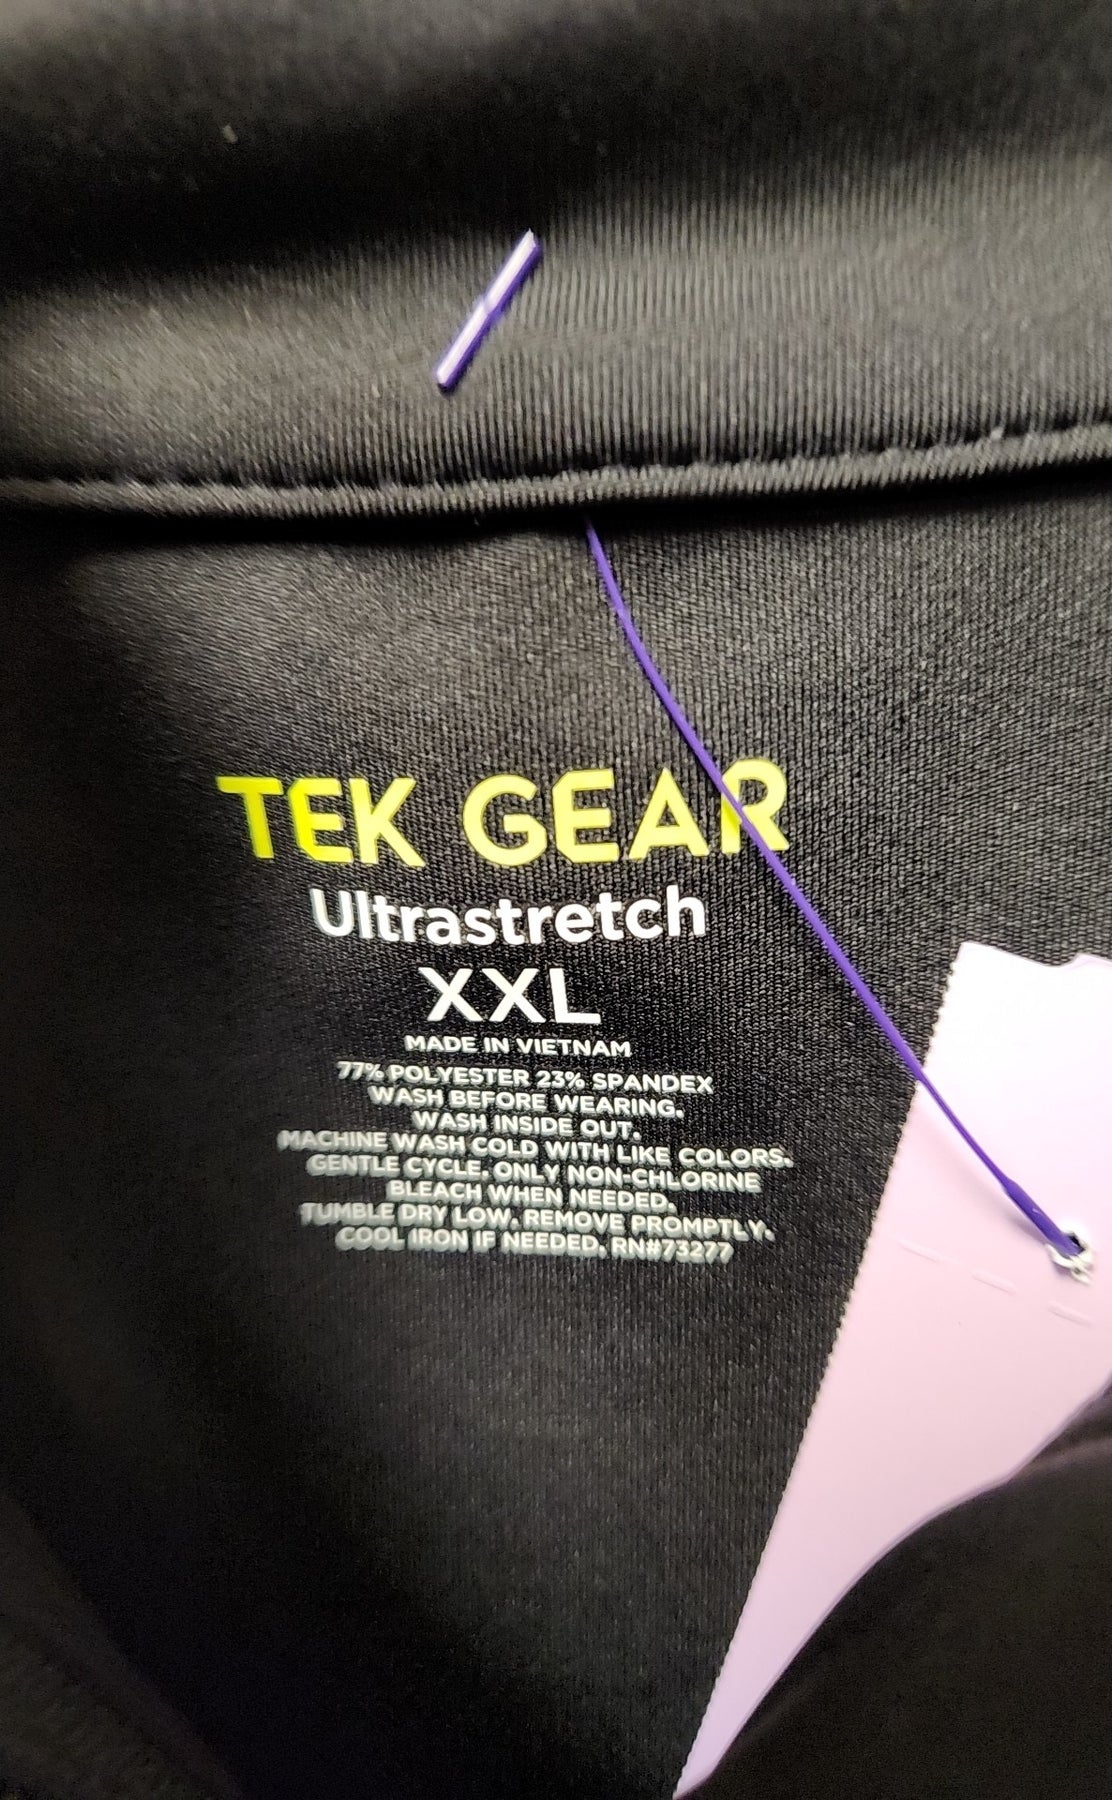 TEK GEAR
Ultrastretch
XXL
MADE IN VIETNAM
77% POLYESTER 23% SPANDEX
WASH BEFORE WEARING.
WASH INSIDE OUT.
MACHINE WASH COLD WITH LIKE COLORS.
GENTLE CYCLE. ONLY NON-CHLORINE
BLEACH WHEN NEEDED.
TUMBLE DRY LOW. REMOVE PROMPTLY.
COOL IRON IF NEEDED. RN#73277